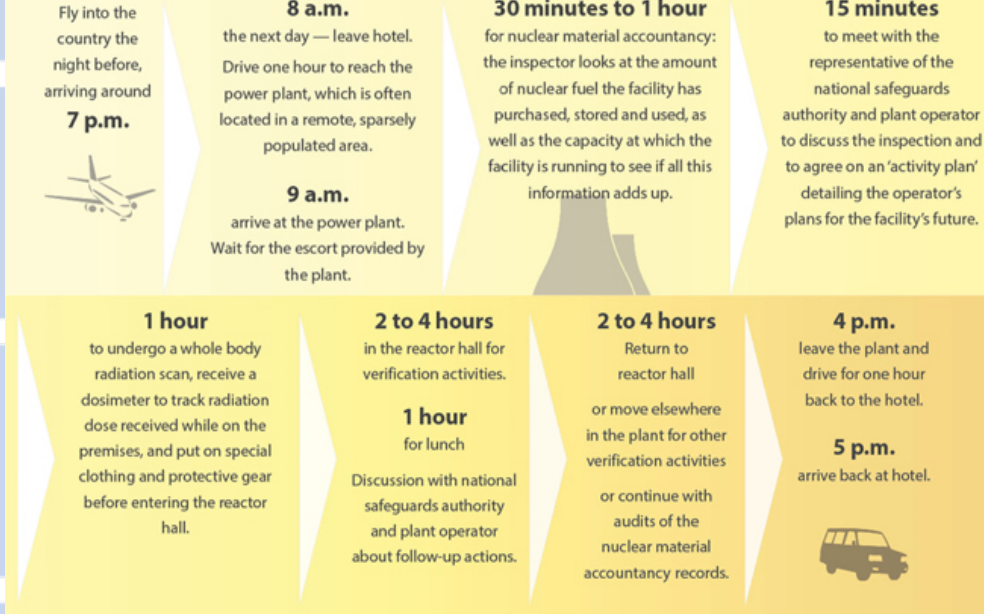 Fly into the
country the
night before,
arriving around
7 p.m.
8 a.m.
the next day — leave hotel.
Drive one hour to reach the
power plant, which is often
located in a remote, sparsely
populated area.
9 a.m.
arrive at the power plant.
Wait for the escort provided by
the plant.
30 minutes to 1 hour
for nuclear material accountancy:
the inspector looks at the amount
of nuclear fuel the facility has
purchased, stored and used, as
well as the capacity at which the
facility is running to see if all this
information adds up.
15 minutes
to meet with the
representative of the
national safeguards
authority and plant operator
to discuss the inspection and
to agree on an ‘activity plan’
detailing the operator’s
plans for the facility’s future.
1 hour
to undergo a whole body
radiation scan, receive a
dosimeter to track radiation
dose received while on the
premises, and put on special
clothing and protective gear
before entering the reactor
hall.
2 to 4 hours
in the reactor hall for
verification activities.
1 hour
for lunch
Discussion with national
safeguards authority
and plant operator
about follow-up actions.
2 to 4 hours
Return to
reactor hall
or move elsewhere
in the plant for other
verification activities
or continue with
audits of the
nuclear material
accountancy records.
4 p.m.
leave the plant and
drive for one hour
back to the hotel.
5 p.m.
arrive back at hotel.